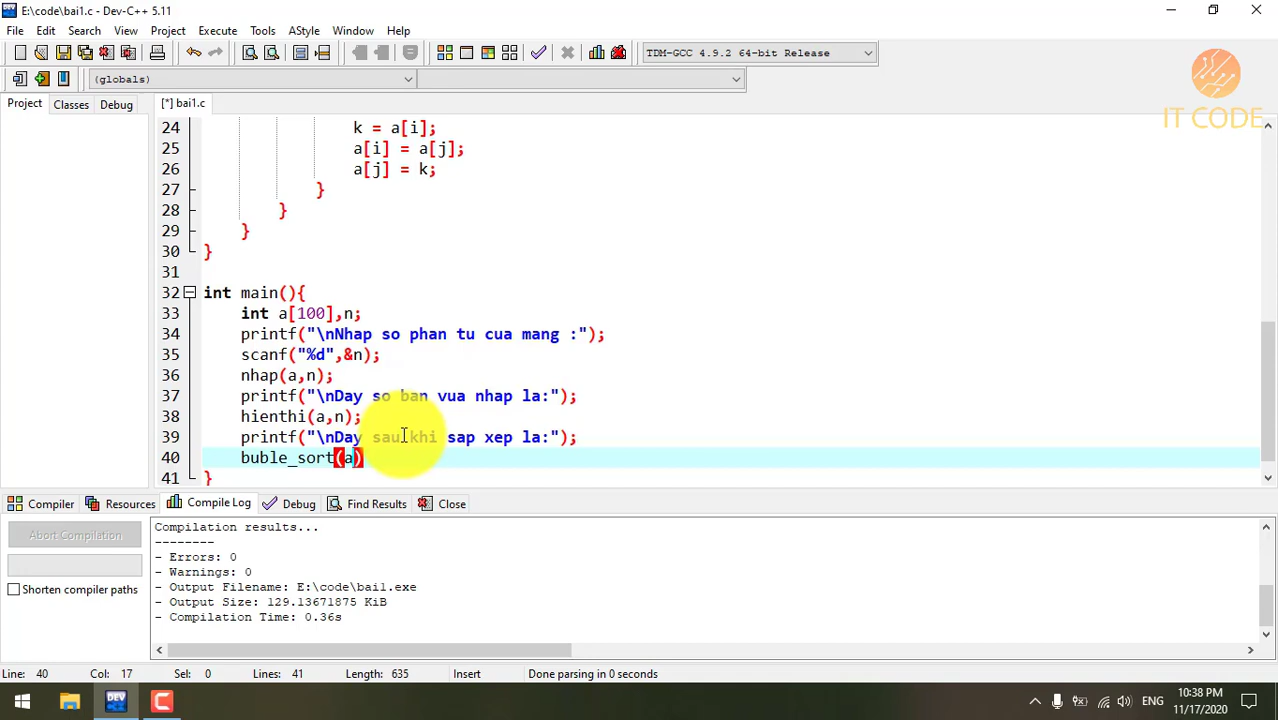 E:\code\bai1.c - Dev-C++ 5.11
File Edit Search View Project Execute Tools AStyle Window Help
TDM-GCC 4.9.2 64-bit Release
(globals)
Project Classes Debug
[*] bai1.c
IT CODE
24 k = a[i];
25 a[i] = a[j];
26 a[j] = k;
27 }
28 }
29 }
30 }
31
32 int main(){
33 int a[100],n;
34 printf("\nNhap so phan tu cua mang :");
35 scanf("%d",&n);
36 nhap(a,n);
37 printf("\nDay so ban vua nhap la:");
38 hienthi(a,n);
39 printf("\nDay sau khi sap xep la:");
40 buble_sort(a)
41 }
Compiler Resources Compile Log Debug Find Results Close
Abort Compilation
Shorten compiler paths
Compilation results...
--------
- Errors: 0
- Warnings: 0
- Output Filename: E:\code\bai1.exe
- Output Size: 129.13671875 KiB
- Compilation Time: 0.36s
Line: 40 Col: 17 Sel: 0 Lines: 41 Length: 635 Insert Done parsing in 0 seconds
DEV
ENG
10:38 PM
11/17/2020